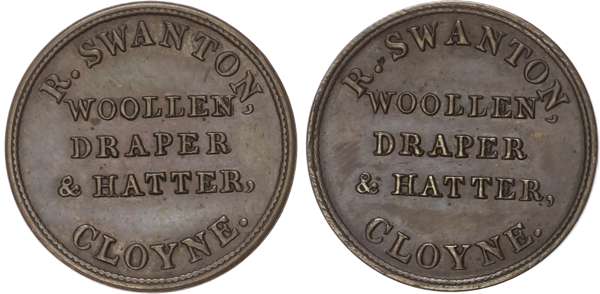 R. SWANTON,
WOOLLEN
DRAPER
& HATTER,
CLOYNE.
R. SWANTON,
WOOLLEN
DRAPER
& HATTER,
CLOYNE.